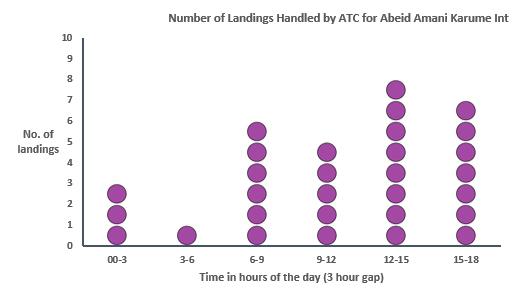 Number of Landings Handled by ATC for Abeid Amani Karume Int
10
9
8
7
6
5
4
3
2
1
0
No. of
landings
00-3 3-6 6-9 9-12 12-15 15-18
Time in hours of the day (3 hour gap)